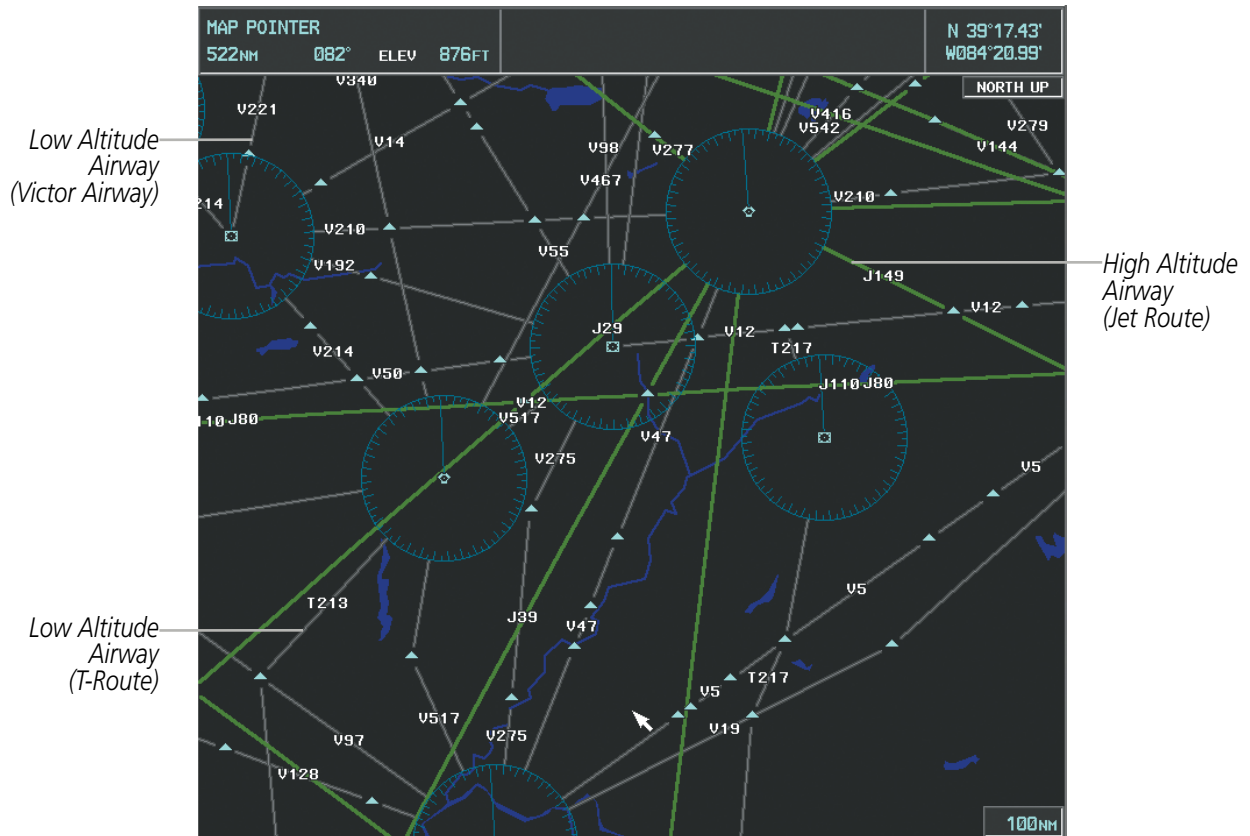 MAP POINTER
522NM 082° ELEV 876FT
N 39°17.43'
W084°20.99'
NORTH UP
V340
V221
V416
V542
V279
Low Altitude
Airway
(Victor Airway)
V14
V98
V277
V144
V467
214
V210
V210
V55
V192
J149
High Altitude
Airway
(Jet Route)
J29
V12
V12
T217
V214
V50
J110 J80
V12
V517
110 J80
V47
V275
V5
V5
T213
J39
V47
Low Altitude
Airway
(T-Route)
T217
V5
V517
V19
V97
V275
V128
100NM